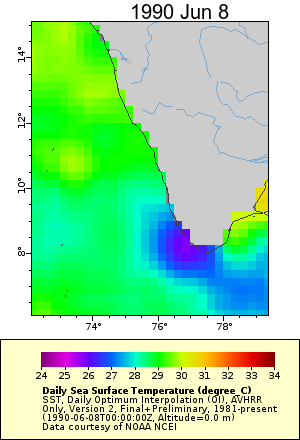 1990 Jun 8
14°
12°
10°
8°
74°
76°
78°
24 25 26 27 28 29 30 31 32 33 34
Daily Sea Surface Temperature (degree_C)
SST, Daily Optimum Interpolation (OI), AVHRR
Only, Version 2, Final+Preliminary, 1981-present
(1990-06-08T00:00:00Z, Altitude=0.0 m)
Data courtesy of NOAA NCEI